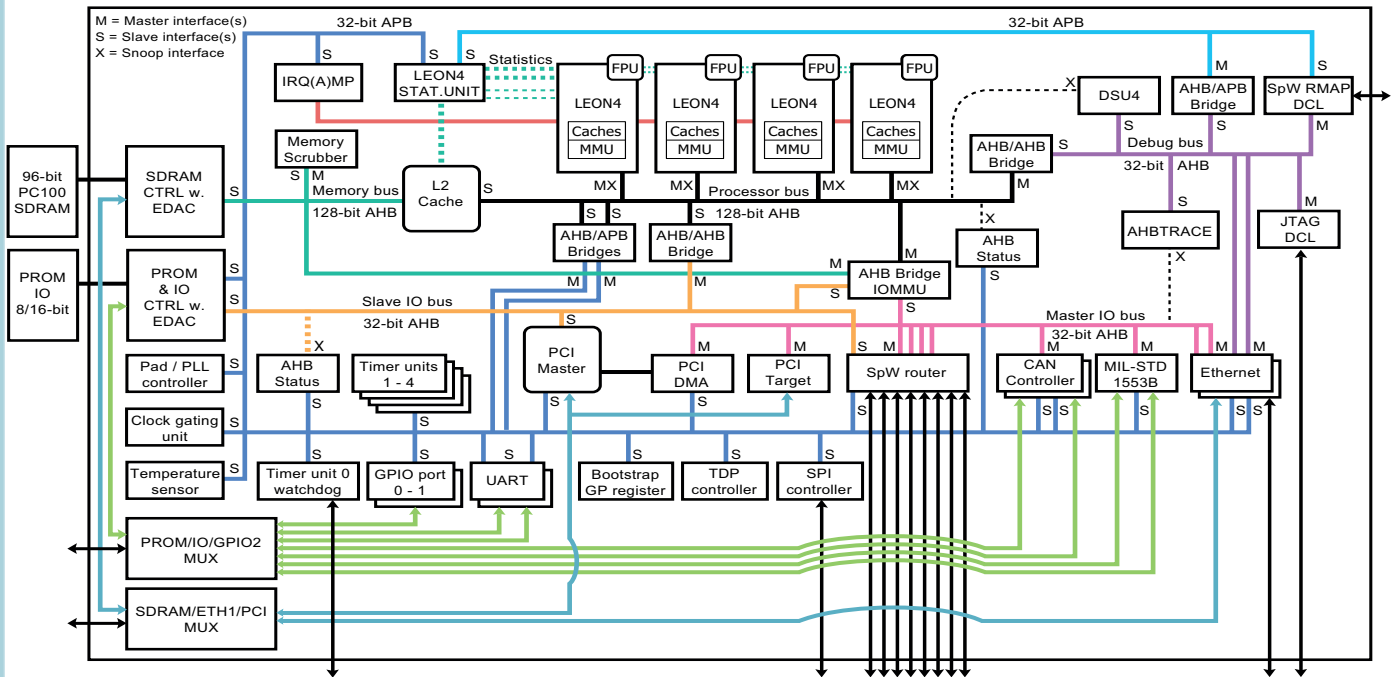 M = Master interface(s)
S = Slave interface(s)
X = Snoop interface
32-bit APB
32-bit APB
S
S
S
Statistics
IRQ(A)MP
LEON4
STAT.UNIT
FPU
LEON4
Caches
MMU
FPU
LEON4
Caches
MMU
FPU
LEON4
Caches
MMU
FPU
LEON4
Caches
MMU
X
DSU4
S
M
AHB/APB
Bridge
S
S
SpW RMAP
DCL
M
Memory
Scrubber
S
M
AHB/AHB
Bridge
S
M
Debug bus
32-bit
AHB
96-bit
PC100
SDRAM
SDRAM
CTRL w.
EDAC
S
Memory bus
128-bit AHB
L2
Cache
S
MX
MX
MX
MX
Processor bus
128-bit AHB
S
S
AHB/APB
Bridges
M
M
S
AHB/AHB
Bridge
M
M
M
AHB Bridge
IOMMU
S
S
X
AHB
Status
S
S
AHBTRACE
X
M
JTAG
DCL
PROM
IO
8/16-bit
PROM
& IO
CTRL w.
EDAC
S
S
Slave IO bus
32-bit AHB
Master IO bus
32-bit AHB
Pad / PLL
controller
S
X
AHB
Status
S
Timer units
1 - 4
S
S
PCI
Master
S
M
PCI
DMA
S
M
PCI
Target
S
M
SpW router
S
M
CAN
Controller
S
S
M
MIL-STD
1553B
S
M
M
Ethernet
S
S
Clock gating
unit
S
Temperature
sensor
S
S
Timer unit 0
watchdog
S
GPIO port
0 - 1
S
UART
S
Bootstrap
GP register
S
TDP
controller
S
SPI
controller
PROM/IO/GPIO2
MUX
SDRAM/ETH1/PCI
MUX